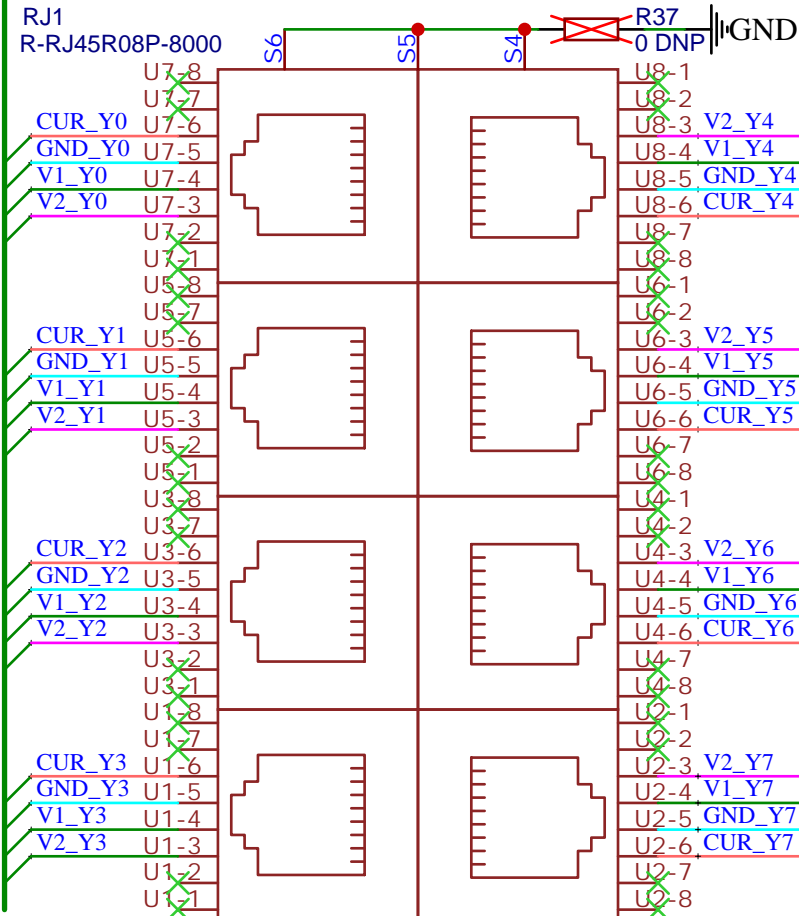 RJ1
R-RJ45R08P-8000
S6
S5
S4
R37
0 DNP
GND
U7-8
U7-7
CUR_Y0 U7-6
GND_Y0 U7-5
V1_Y0 U7-4
V2_Y0 U7-3
U7-2
U7-1
U5-8
U5-7
CUR_Y1 U5-6
GND_Y1 U5-5
V1_Y1 U5-4
V2_Y1 U5-3
U5-2
U5-1
U3-8
U3-7
CUR_Y2 U3-6
GND_Y2 U3-5
V1_Y2 U3-4
V2_Y2 U3-3
U3-2
U3-1
U1-8
U1-7
CUR_Y3 U1-6
GND_Y3 U1-5
V1_Y3 U1-4
V2_Y3 U1-3
U1-2
U1-1
U8-1
U8-2
U8-3 V2_Y4
U8-4 V1_Y4
U8-5 GND_Y4
U8-6 CUR_Y4
U8-7
U8-8
U6-1
U6-2
U6-3 V2_Y5
U6-4 V1_Y5
U6-5 GND_Y5
U6-6 CUR_Y5
U6-7
U6-8
U4-1
U4-2
U4-3 V2_Y6
U4-4 V1_Y6
U4-5 GND_Y6
U4-6 CUR_Y6
U4-7
U4-8
U2-1
U2-2
U2-3 V2_Y7
U2-4 V1_Y7
U2-5 GND_Y7
U2-6 CUR_Y7
U2-7
U2-8